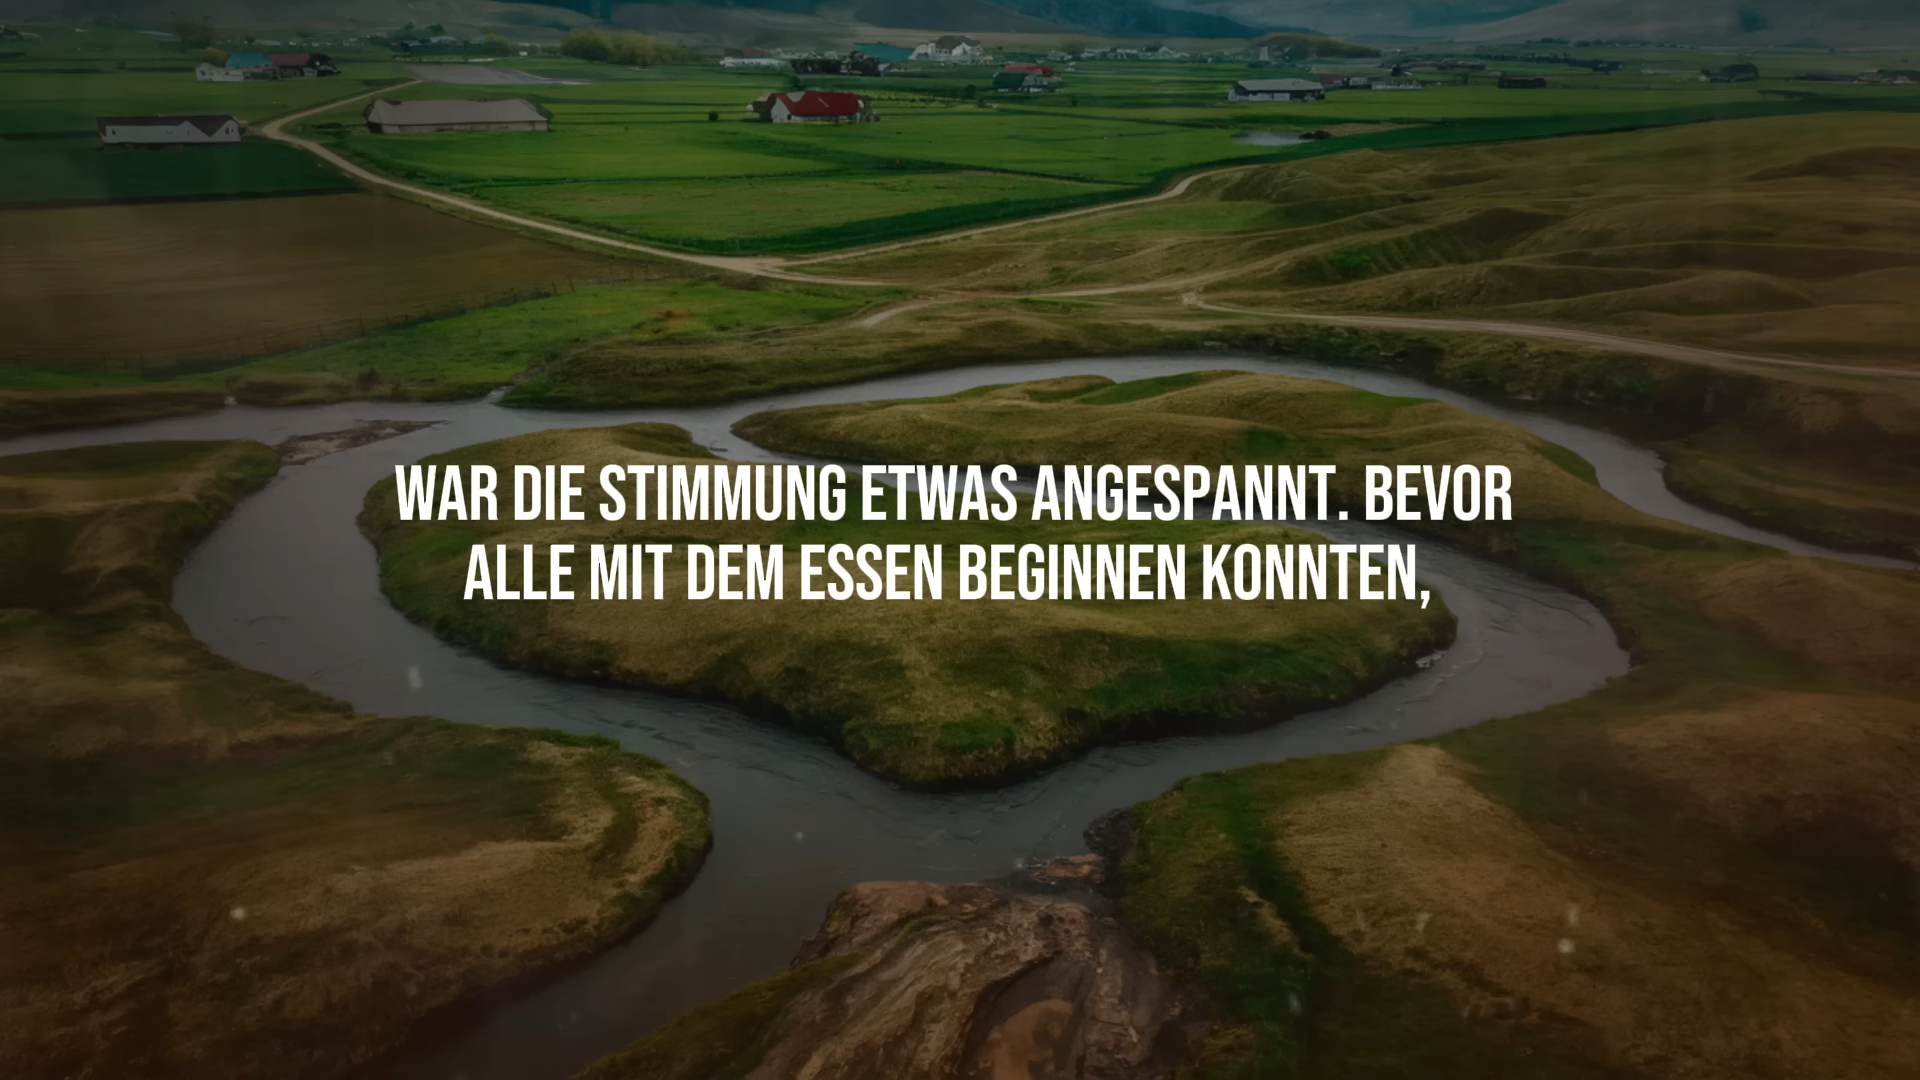 WAR DIE STIMMUNG ETWAS ANGESPANNT. BEVOR
ALLE MIT DEM ESSEN BEGINNEN KONNTEN,